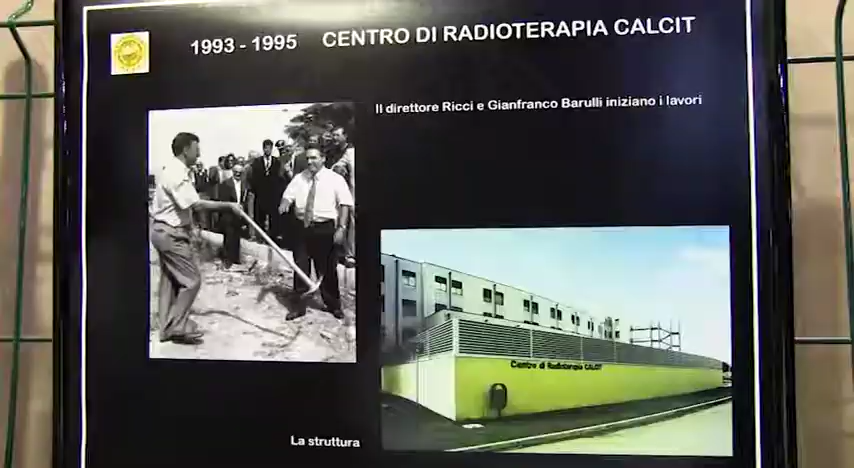 1993 - 1995 CENTRO DI RADIOTERAPIA CALCIT
Il direttore Ricci e Gianfranco Barulli iniziano i lavori
Centro di Radioterapia CALCIT
La struttura